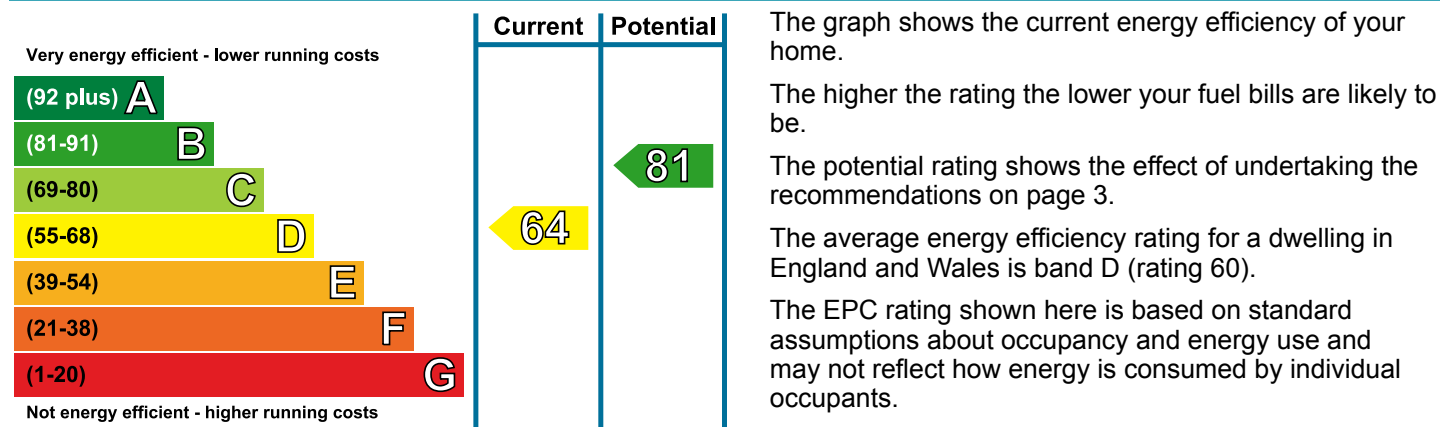 Current Potential
Very energy efficient - lower running costs
(92 plus) A
(81-91) B
(69-80) C
(55-68) D
(39-54) E
(21-38) F
(1-20) G
Not energy efficient - higher running costs
64
81
The graph shows the current energy efficiency of your
home.
The higher the rating the lower your fuel bills are likely to
be.
The potential rating shows the effect of undertaking the
recommendations on page 3.
The average energy efficiency rating for a dwelling in
England and Wales is band D (rating 60).
The EPC rating shown here is based on standard
assumptions about occupancy and energy use and
may not reflect how energy is consumed by individual
occupants.